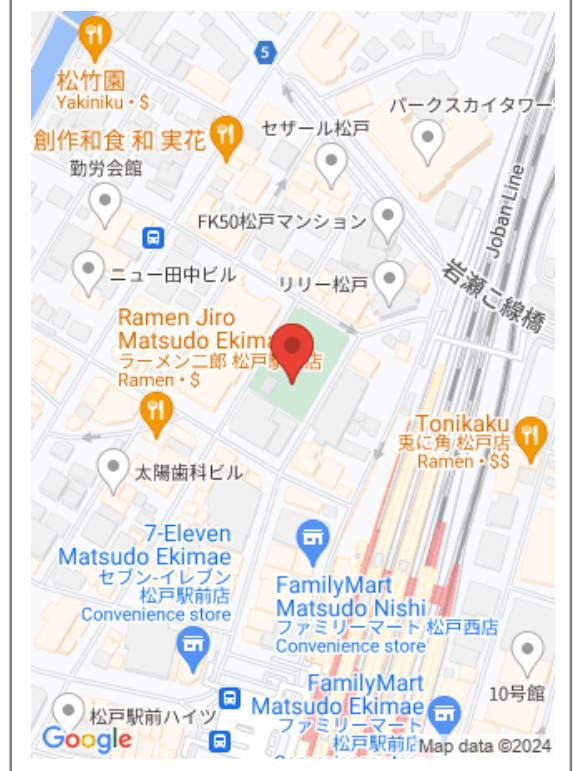 5
松竹園
Yakiniku・$
パークスカイタワー
セザール松戸
創作和食 和 実花
勤労会館
Joban Line
FK50松戸マンション
岩瀬こ線橋
ニュー田中ビル
リリー松戸
Ramen Jiro
Matsudo Ekima
ラーメン二郎 松戸駅
店
Ramen・$
Tonikaku
兎に角 松戸店
Ramen・$$
太陽歯科ビル
7-Eleven
Matsudo Ekimae
セブン-イレブン
松戸駅前店
Convenience store
FamilyMart
Matsudo Nishi
ファミリーマート 松戸西店
Convenience store
FamilyMart
Matsudo Ekimae
ファミリーマート
松戸駅前店
10号館
松戸駅前ハイツ
Google
Map data ©2024